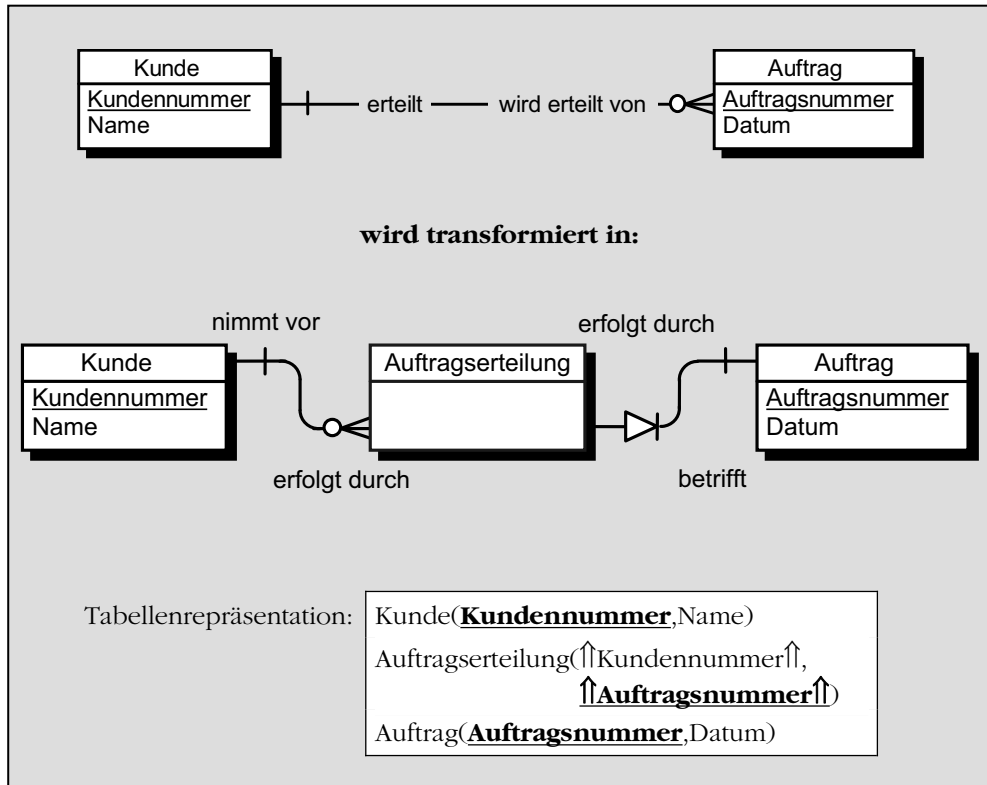 Kunde
Kundennummer
Name
erteilt
wird erteilt von
Auftrag
Auftragsnummer
Datum
wird transformiert in:
nimmt vor
erfolgt durch
Kunde
Kundennummer
Name
Auftragserteilung
Auftrag
Auftragsnummer
Datum
erfolgt durch
betrifft
Tabellenrepräsentation:
Kunde(Kundennummer,Name)
Auftragserteilung(⇑Kundennummer⇑,
⇑Auftragsnummer⇑)
Auftrag(Auftragsnummer,Datum)